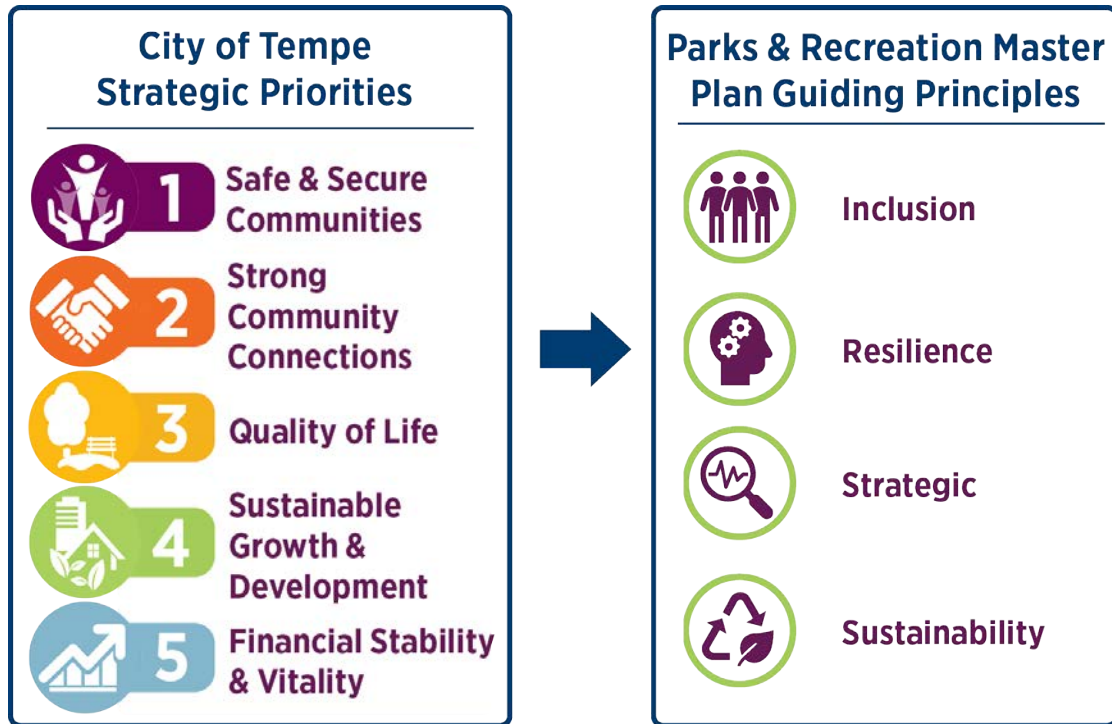 City of Tempe
Strategic Priorities
1
Safe & Secure
Communities
2
Strong
Community
Connections
3
Quality of Life
4
Sustainable
Growth &
Development
5
Financial Stability
& Vitality
Parks & Recreation Master
Plan Guiding Principles
Inclusion
Resilience
Strategic
Sustainability